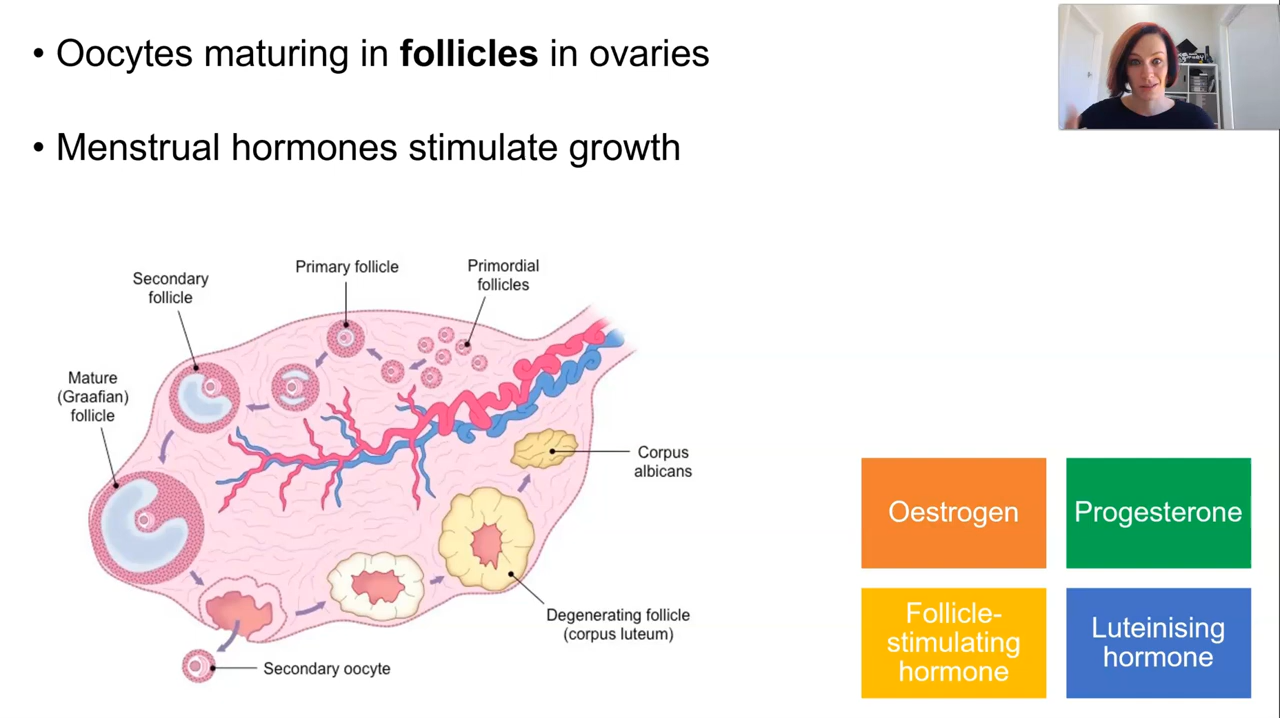 • Oocytes maturing in follicles in ovaries
• Menstrual hormones stimulate growth
Primary follicle
Primordial
follicles
Secondary
follicle
Mature
(Graafian)
follicle
Corpus
albicans
Degenerating follicle
(corpus luteum)
Secondary oocyte
Oestrogen
Progesterone
Follicle-
stimulating
hormone
Luteinising
hormone